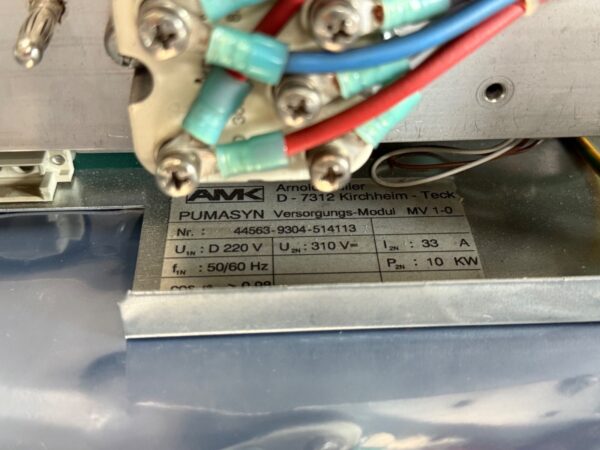 AMK
D - 7312 Kirchheim - Teck
PUMASYN Versorgungs-Modul MV 1-0
Nr. : 44563-9304-514113
U1N : D 220 V U2N : 310 V= I2N : 33 A
f1N : 50/60 Hz P2N : 10 KW